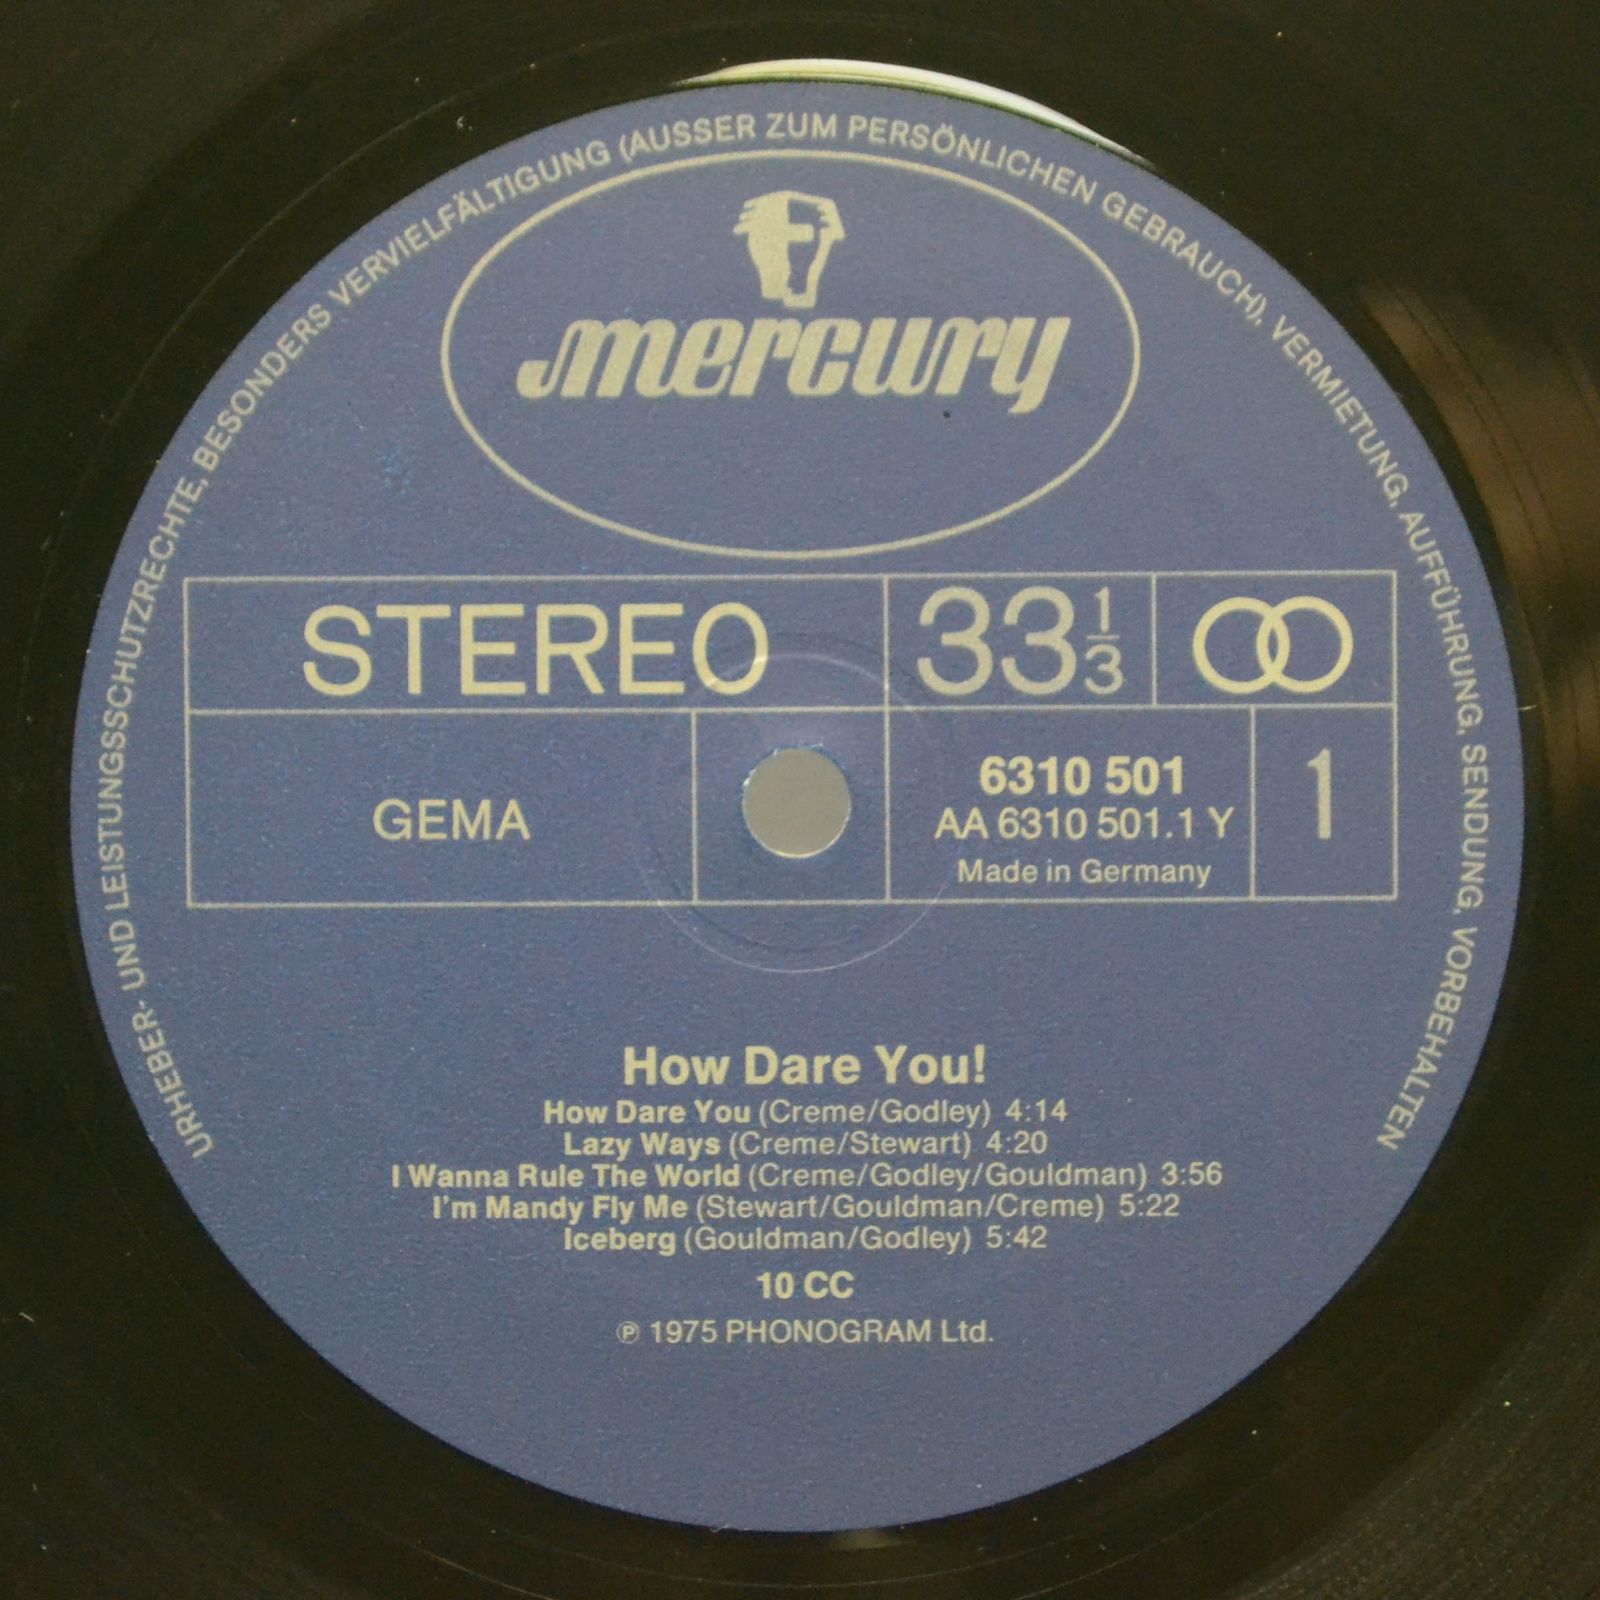 URHEBER- UND LEISTUNGSSCHUTZRECHTE, BESONDERS VERVIELFÄLTIGUNG (AUSSER ZUM PERSÖNLICHEN GEBRAUCH), VERMIETUNG, AUFFÜHRUNG, SENDUNG, VORBEHALTEN
mercury
STEREO 33 1/3
GEMA
6310 501
AA 6310 501.1 Y
Made in Germany
1
How Dare You!
How Dare You (Creme/Godley) 4:14
Lazy Ways (Creme/Stewart) 4:20
I Wanna Rule The World (Creme/Godley/Gouldman) 3:56
I'm Mandy Fly Me (Stewart/Gouldman/Creme) 5:22
Iceberg (Gouldman/Godley) 5:42
10 CC
℗ 1975 PHONOGRAM Ltd.